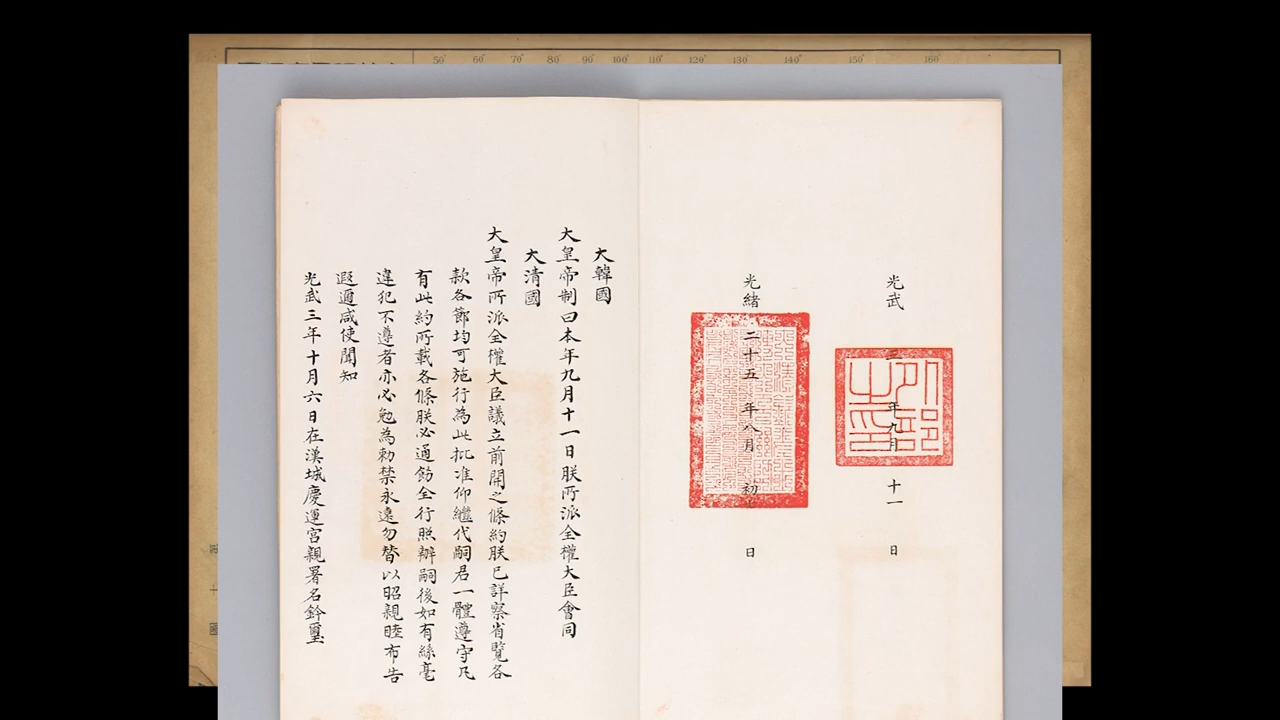 光武三年九月十一日
光緒二十五年八月初七日
大韓國
大皇帝制曰本年九月十一日朕所派全權大臣會同
大清國
大皇帝所派全權大臣議立前開之條約朕已詳察省覽各
款各節均可施行為此批准仰繼代嗣君一體遵守凡
有此約所載各條朕必通飭全行照辦嗣後如有絲毫
違犯不遵者亦必勉為勅禁永遠勿替以昭親睦布告
遐邇咸使聞知
光武三年十月六日在漢城慶運宮親署名鈐璽
50° 60° 70° 80° 90° 100° 110° 120° 130° 140° 150° 160°